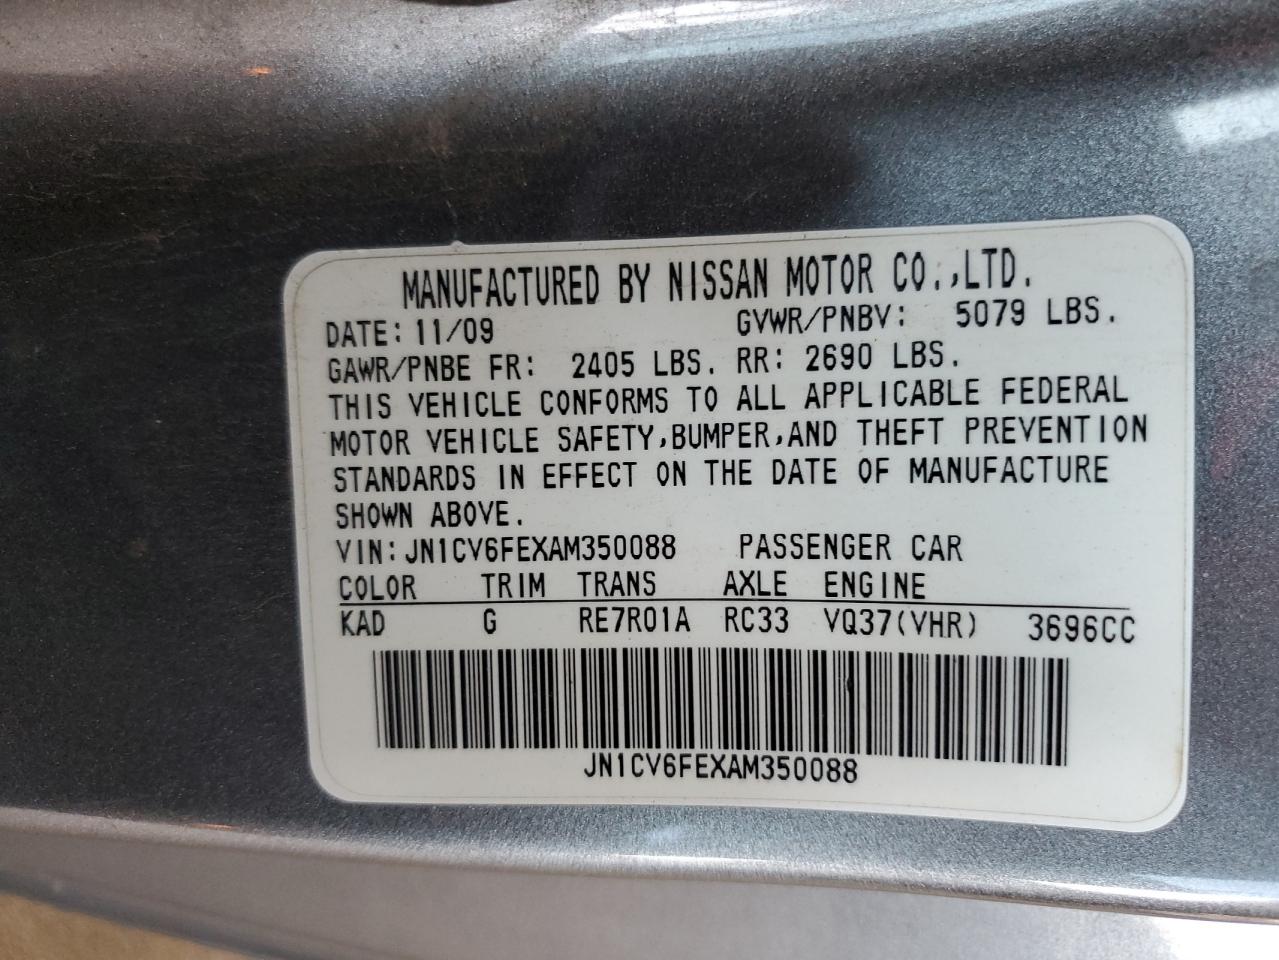 MANUFACTURED BY NISSAN MOTOR CO.,LTD.
DATE: 11/09 GVWR/PNBV: 5079 LBS.
GAWR/PNBE FR: 2405 LBS. RR: 2690 LBS.
THIS VEHICLE CONFORMS TO ALL APPLICABLE FEDERAL
MOTOR VEHICLE SAFETY,BUMPER,AND THEFT PREVENTION
STANDARDS IN EFFECT ON THE DATE OF MANUFACTURE
SHOWN ABOVE.
VIN: JN1CV6FEXAM350088 PASSENGER CAR
COLOR TRIM TRANS AXLE ENGINE
KAD G RE7R01A RC33 VQ37(VHR) 3696CC
JN1CV6FEXAM350088